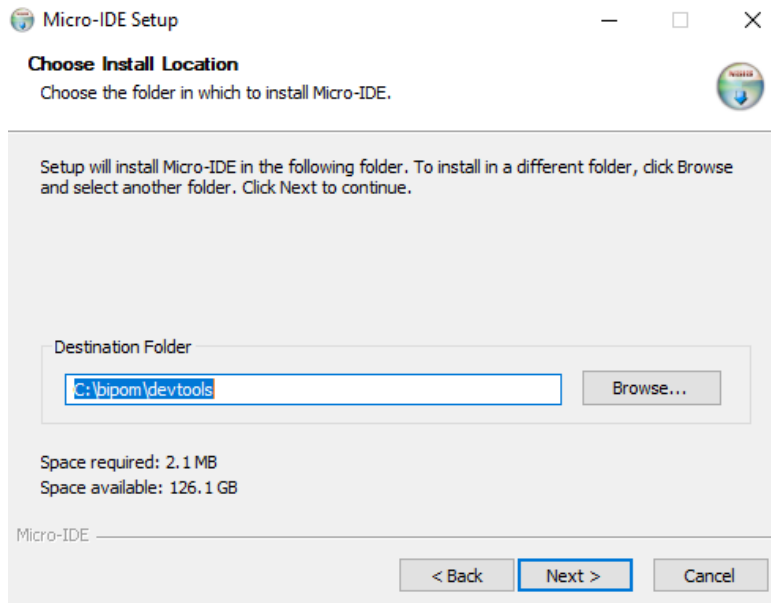 Micro-IDE Setup
Choose Install Location
Choose the folder in which to install Micro-IDE.
Setup will install Micro-IDE in the following folder. To install in a different folder, click Browse
and select another folder. Click Next to continue.
Destination Folder
C:\bipom\devtools
Browse...
Space required: 2.1 MB
Space available: 126.1 GB
Micro-IDE
< Back
Next >
Cancel